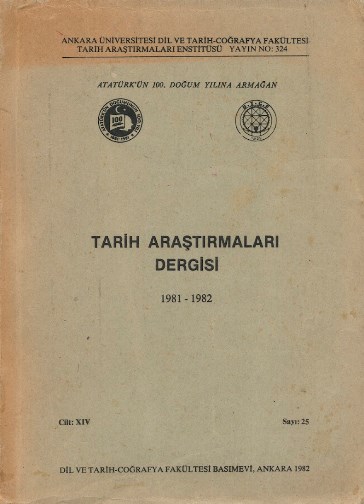 ANKARA ÜNİVERSİTESİ DİL VE TARİH-COĞRAFYA FAKÜLTESİ
TARİH ARAŞTIRMALARI ENSTİTÜSÜ YAYIN NO: 324
ATATÜRK'ÜN 100. DOĞUM YILINA ARMAĞAN
100
TARİH ARAŞTIRMALARI
DERGİSİ
1981 - 1982
Cilt: XIV Sayı: 25
DİL VE TARİH-COĞRAFYA FAKÜLTESİ BASIMEVİ, ANKARA 1982